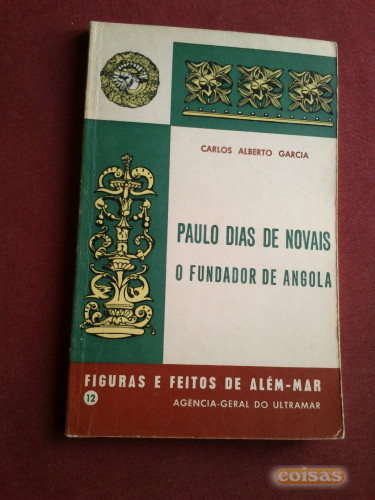 CARLOS ALBERTO GARCIA
PAULO DIAS DE NOVAIS
O FUNDADOR DE ANGOLA
FIGURAS E FEITOS DE ALÉM-MAR
12
AGÊNCIA-GERAL DO ULTRAMAR
coisas